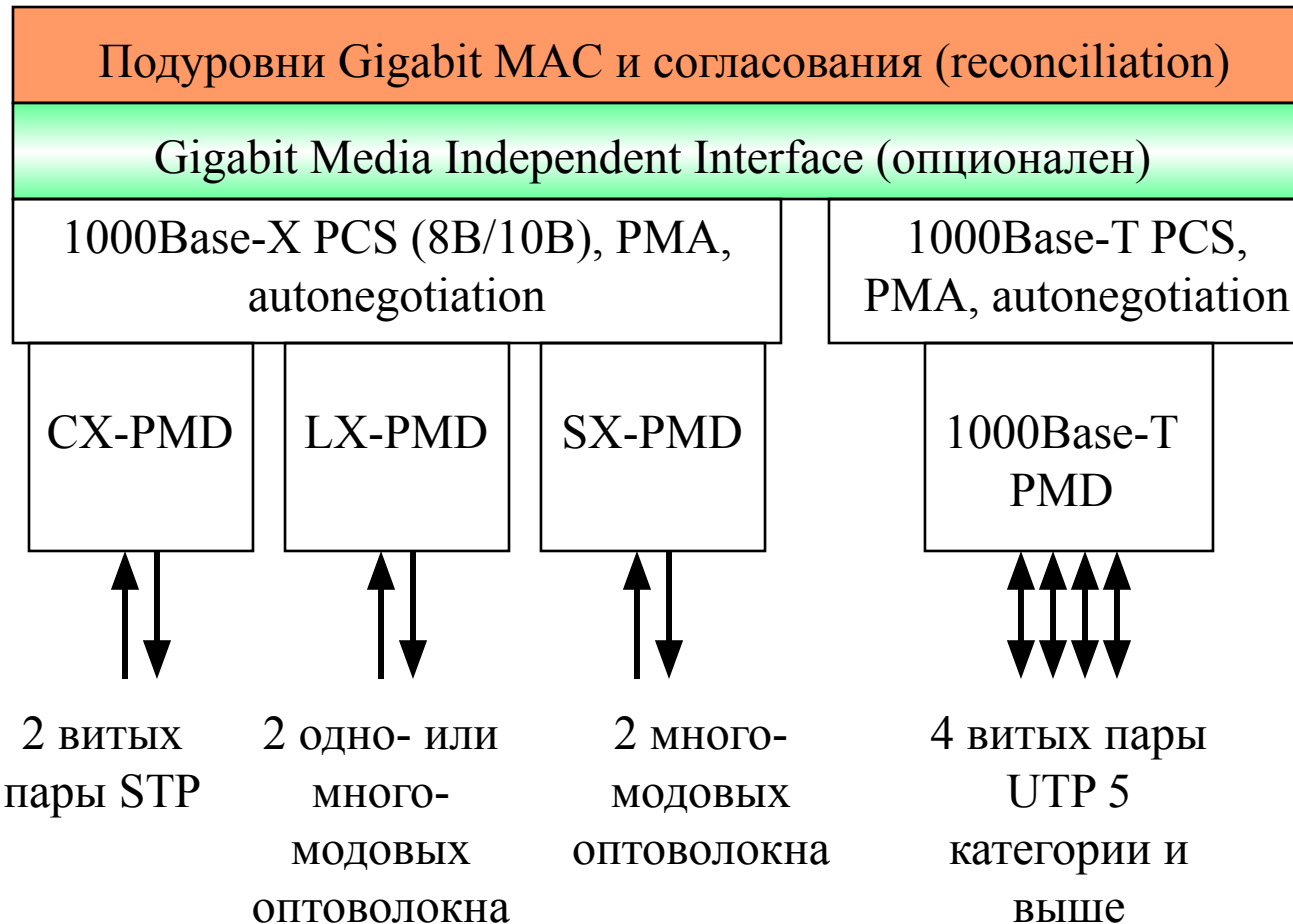 Подуровни Gigabit MAC и согласования (reconciliation)
Gigabit Media Independent Interface (опционален)
1000Base-X PCS (8B/10B), PMA,
autonegotiation
1000Base-T PCS,
PMA, autonegotiation
CX-PMD
LX-PMD
SX-PMD
1000Base-T
PMD
2 витых
пары STP
2 одно- или
много-
модовых
оптоволокна
2 много-
модовых
оптоволокна
4 витых пары
UTP 5
категории и
выше